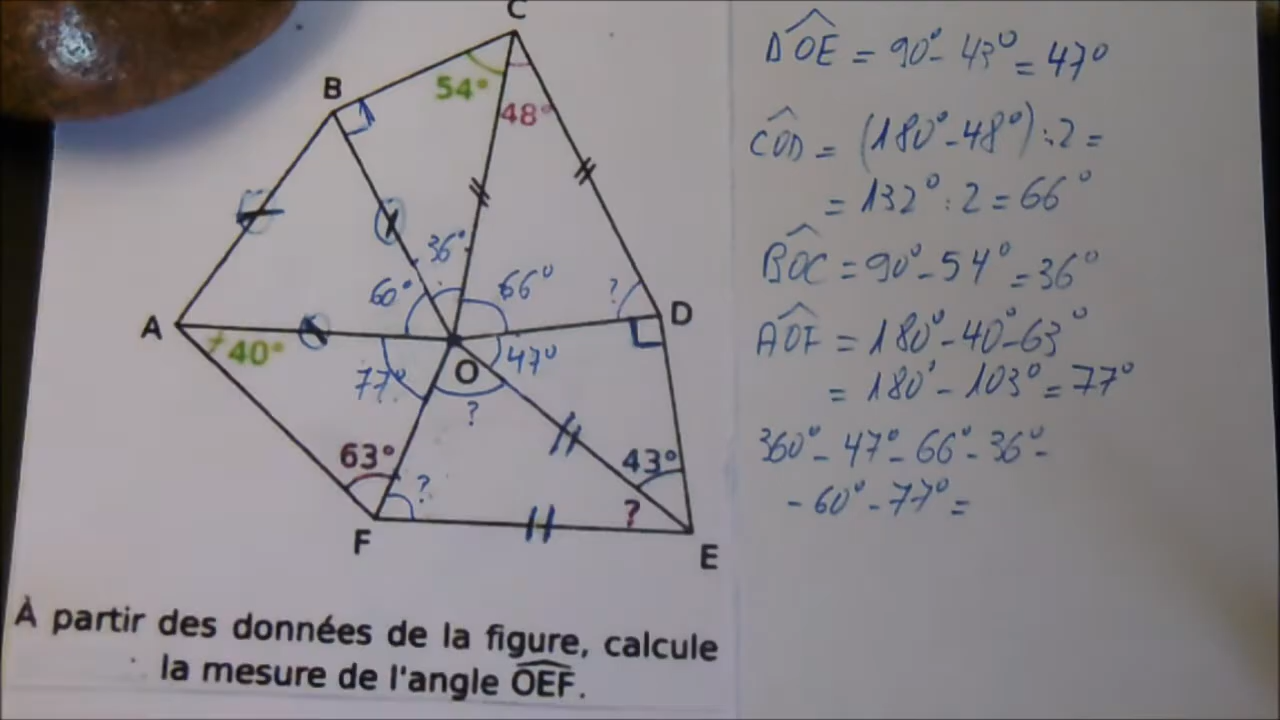 C
B
54°
48°
36°
60°
66°
?
D
A
40°
O
47°
77°
?
63°
?
43°
?
F
E
À partir des données de la figure, calcule
la mesure de l'angle OEF.
DOE = 90° - 43° = 47°
COD = (180° - 48°) : 2 =
= 132° : 2 = 66°
BOC = 90° - 54° = 36°
AOF = 180° - 40° - 63°
= 180° - 103° = 77°
360° - 47° - 66° - 36° -
- 60° - 77° =